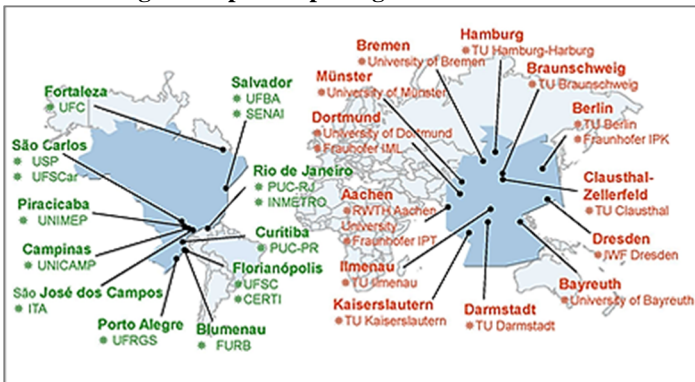 Fortaleza
UFC
Salvador
UFBA
SENAI
São Carlos
USP
UFSCar
Rio de Janeiro
PUC-RJ
INMETRO
Piracicaba
UNIMEP
Curitiba
PUC-PR
Campinas
UNICAMP
Florianópolis
UFSC
CERTI
São José dos Campos
ITA
Porto Alegre
UFRGS
Blumenau
FURB
Hamburg
TU Hamburg-Harburg
Bremen
University of Bremen
Braunschweig
TU Braunschweig
Münster
University of Münster
Berlin
TU Berlin
Fraunhofer IPK
Dortmund
University of Dortmund
Frauhofer IML
Clausthal-
Zellerfeld
TU Clausthal
Aachen
RWTH Aachen
University
Fraunhofer IPT
Dresden
IWF Dresden
Ilmenau
TU Ilmenau
Bayreuth
University of Bayreuth
Kaiserslautern
TU Kaiserslautern
Darmstadt
TU Darmstadt